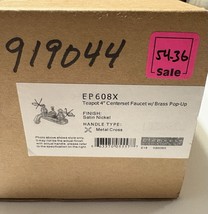 919044
54.36
Sale
EP608X
Teapot 4" Centerset Faucet w/ Brass Pop-Up
FINISH:
Satin Nickel
HANDLE TYPE:
Metal Cross